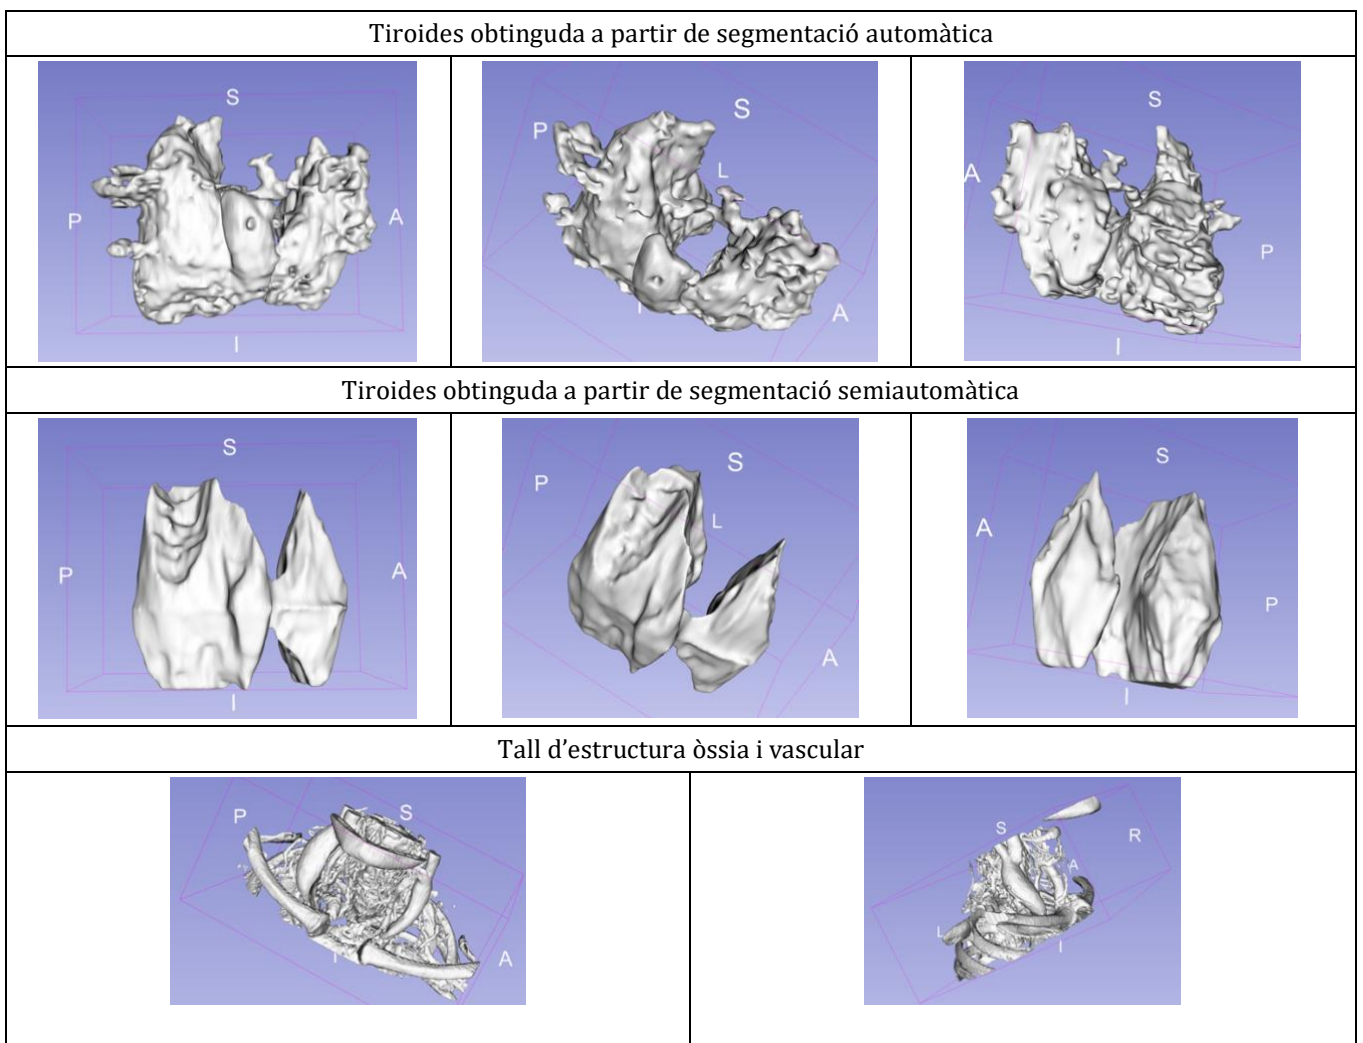 Tiroides obtinguda a partir de segmentació automàtica
S
P
A
I
S
P
L
I
A
S
A
P
I
Tiroides obtinguda a partir de segmentació semiautomàtica
S
P
A
I
S
P
L
A
S
A
P
I
Tall d’estructura òssia i vascular
P
S
I
A
S
R
A
L
I